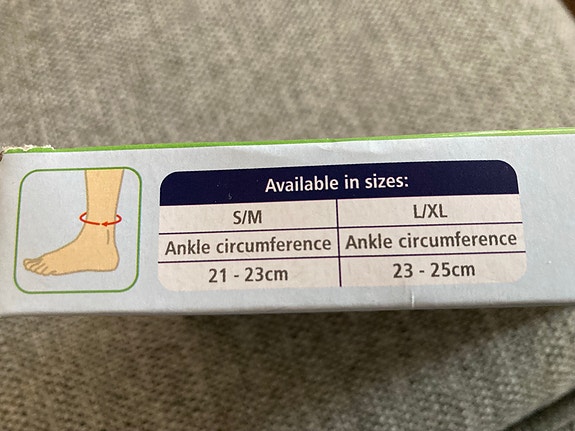 Available in sizes:
S/M L/XL
Ankle circumference Ankle circumference
21 - 23cm 23 - 25cm